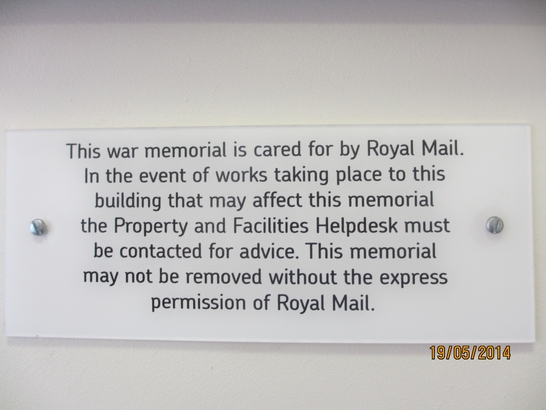 This war memorial is cared for by Royal Mail.
In the event of works taking place to this
building that may affect this memorial
the Property and Facilities Helpdesk must
be contacted for advice. This memorial
may not be removed without the express
permission of Royal Mail.
19/05/2014